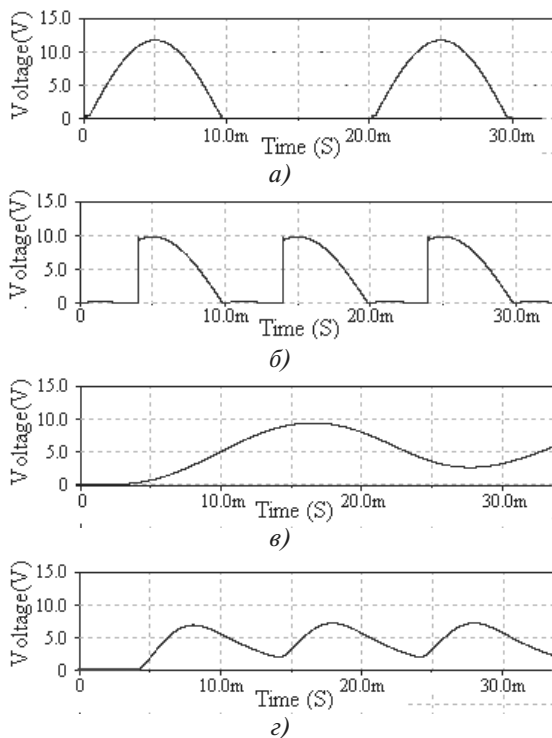 Voltage(V)
15.0
10.0
5.0
0
0
10.0m
20.0m
30.0m
Time (S)
а)
Voltage(V)
15.0
10.0
5.0
0
0
10.0m
20.0m
30.0m
Time (S)
б)
Voltage(V)
15.0
10.0
5.0
0
0
10.0m
20.0m
30.0m
Time (S)
в)
Voltage(V)
15.0
10.0
5.0
0
0
10.0m
20.0m
30.0m
Time (S)
г)